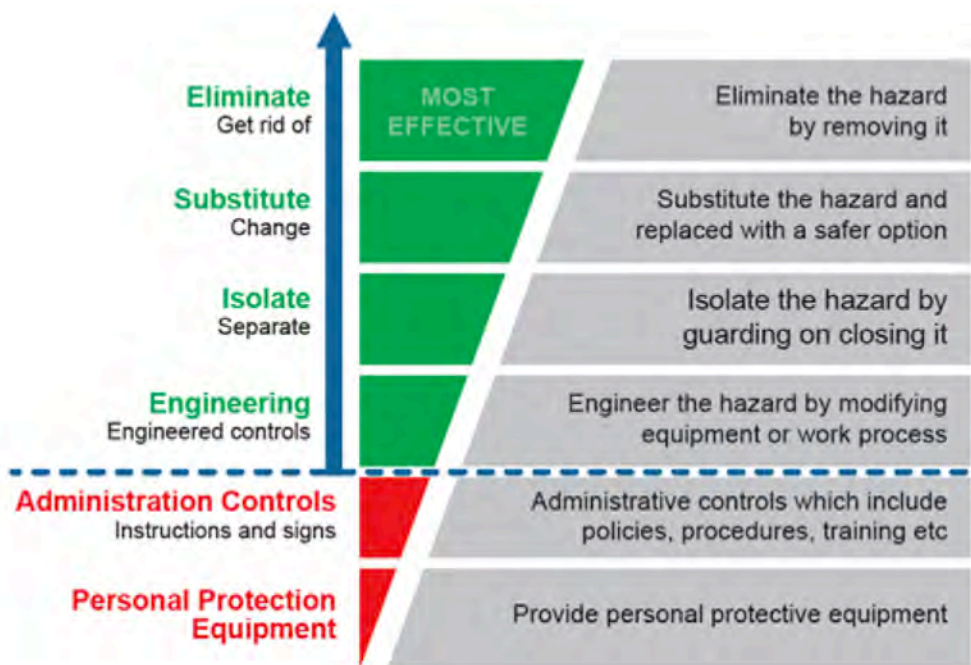 Eliminate
Get rid of
MOST
EFFECTIVE
Eliminate the hazard
by removing it
Substitute
Change
Substitute the hazard and
replaced with a safer option
Isolate
Separate
Isolate the hazard by
guarding on closing it
Engineering
Engineered controls
Engineer the hazard by modifying
equipment or work process
Administration Controls
Instructions and signs
Administrative controls which include
policies, procedures, training etc
Personal Protection
Equipment
Provide personal protective equipment